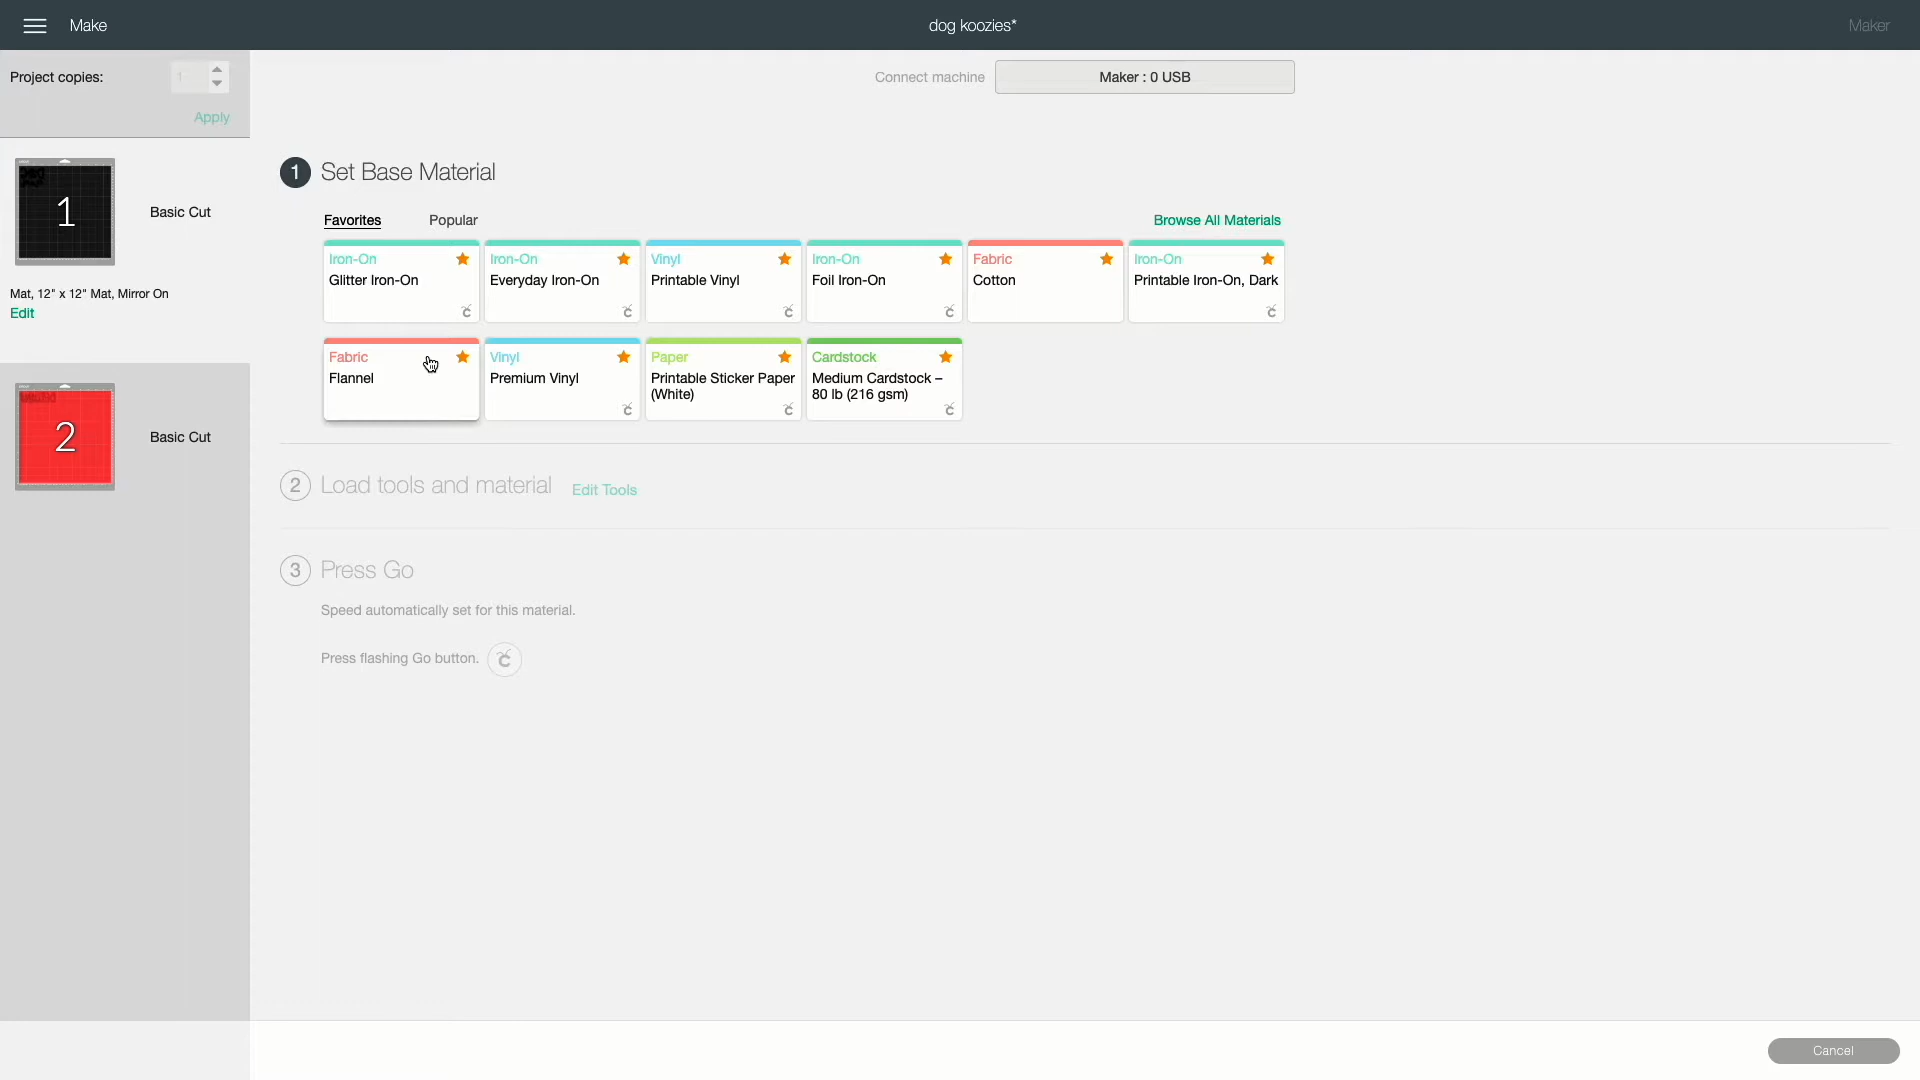 Make
dog koozies*
Maker
Project copies:
1
Apply
Connect machine
Maker : 0 USB
1
Basic Cut
Mat, 12" x 12" Mat, Mirror On
Edit
2
Basic Cut
1 Set Base Material
Favorites
Popular
Browse All Materials
Iron-On
Glitter Iron-On
Iron-On
Everyday Iron-On
Vinyl
Printable Vinyl
Iron-On
Foil Iron-On
Fabric
Cotton
Iron-On
Printable Iron-On, Dark
Fabric
Flannel
Vinyl
Premium Vinyl
Paper
Printable Sticker Paper
(White)
Cardstock
Medium Cardstock –
80 lb (216 gsm)
2 Load tools and material
Edit Tools
3 Press Go
Speed automatically set for this material.
Press flashing Go button.
Cancel